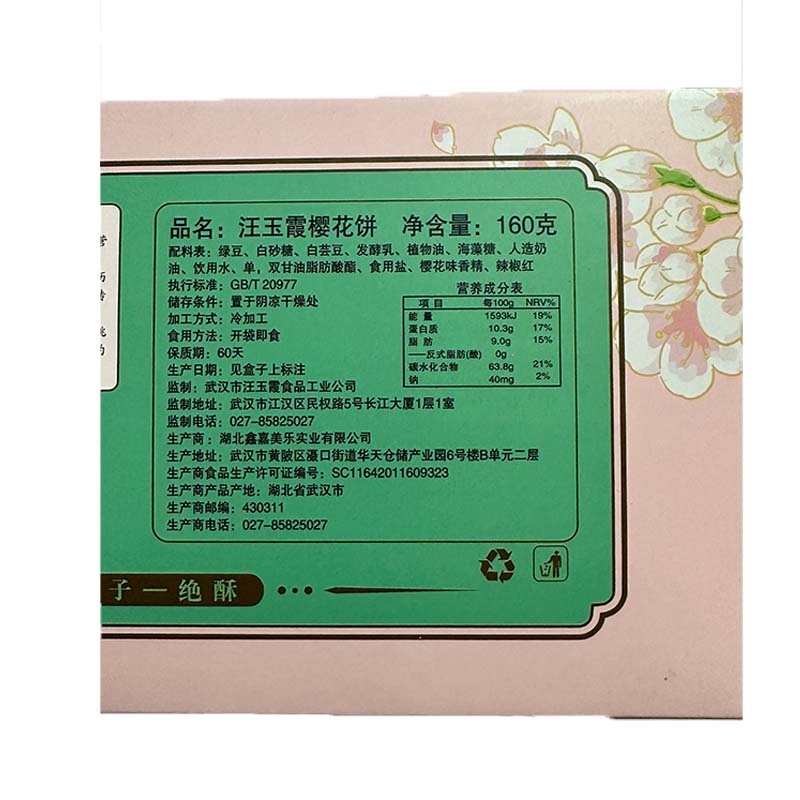 品名：汪玉霞樱花饼 净含量：160克
配料表：绿豆、白砂糖、白芸豆、发酵乳、植物油、海藻糖、人造奶
油、饮用水、单，双甘油脂肪酸酯、食用盐、樱花味香精、辣椒红
执行标准：GB/T 20977
储存条件：置于阴凉干燥处
加工方式：冷加工
食用方法：开袋即食
保质期：60天
生产日期：见盒子上标注
监制：武汉市汪玉霞食品工业公司
监制地址：武汉市江汉区民权路5号长江大厦1层1室
监制电话：027-85825027
生产商：湖北鑫嘉美乐实业有限公司
生产地址：武汉市黄陂区滠口街道华天仓储产业园6号楼B单元二层
生产商食品生产许可证编号：SC11642011609323
生产商产品产地：湖北省武汉市
生产商邮编：430311
生产商电话：027-85825027
营养成分表
项目 每100g NRV%
能量 1593kJ 19%
蛋白质 10.3g 17%
脂肪 9.0g 15%
——反式脂肪(酸) 0g
碳水化合物 63.8g 21%
钠 40mg 2%
子一绝酥